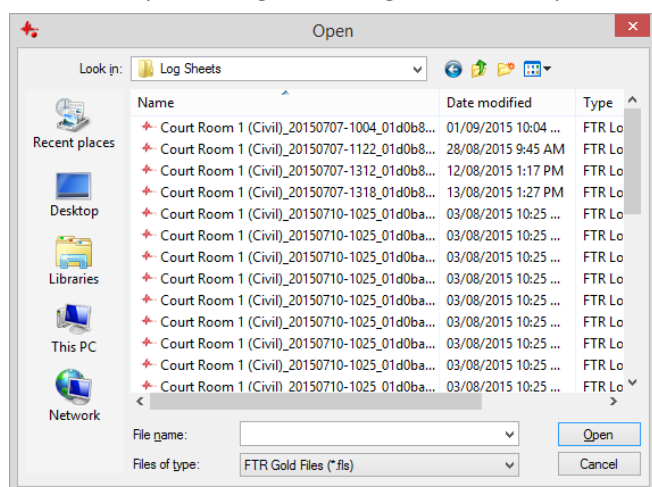 Open
Look in: Log Sheets
Name Date modified Type
Court Room 1 (Civil)_20150707-1004_01d0b8... 01/09/2015 10:04 ... FTR Lo
Court Room 1 (Civil)_20150707-1122_01d0b8... 28/08/2015 9:45 AM FTR Lo
Court Room 1 (Civil)_20150707-1312_01d0b8... 12/08/2015 1:17 PM FTR Lo
Court Room 1 (Civil)_20150707-1318_01d0b8... 13/08/2015 1:27 PM FTR Lo
Court Room 1 (Civil)_20150710-1025_01d0ba... 03/08/2015 10:25 ... FTR Lo
Court Room 1 (Civil)_20150710-1025_01d0ba... 03/08/2015 10:25 ... FTR Lo
Court Room 1 (Civil)_20150710-1025_01d0ba... 03/08/2015 10:25 ... FTR Lo
Court Room 1 (Civil)_20150710-1025_01d0ba... 03/08/2015 10:25 ... FTR Lo
Court Room 1 (Civil)_20150710-1025_01d0ba... 03/08/2015 10:25 ... FTR Lo
Court Room 1 (Civil)_20150710-1025_01d0ba... 03/08/2015 10:25 ... FTR Lo
Court Room 1 (Civil)_20150710-1025_01d0ba... 03/08/2015 10:25 ... FTR Lo
Court Room 1 (Civil)_20150710-1025_01d0ba... 03/08/2015 10:25 ... FTR Lo
Court Room 1 (Civil)_20150710-1025_01d0ba... 03/08/2015 10:25 ... FTR Lo
Recent places
Desktop
Libraries
This PC
Network
File name: Open
Files of type: FTR Gold Files (*.fls) Cancel